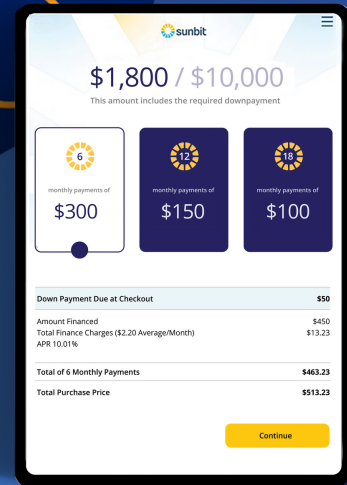 sunbit
$1,800 / $10,000
This amount includes the required downpayment
6
monthly payments of
$300
12
monthly payments of
$150
18
monthly payments of
$100
Down Payment Due at Checkout $50
Amount Financed $450
Total Finance Charges ($2.20 Average/Month) $13.23
APR 10.01%
Total of 6 Monthly Payments $463.23
Total Purchase Price $513.23
Continue